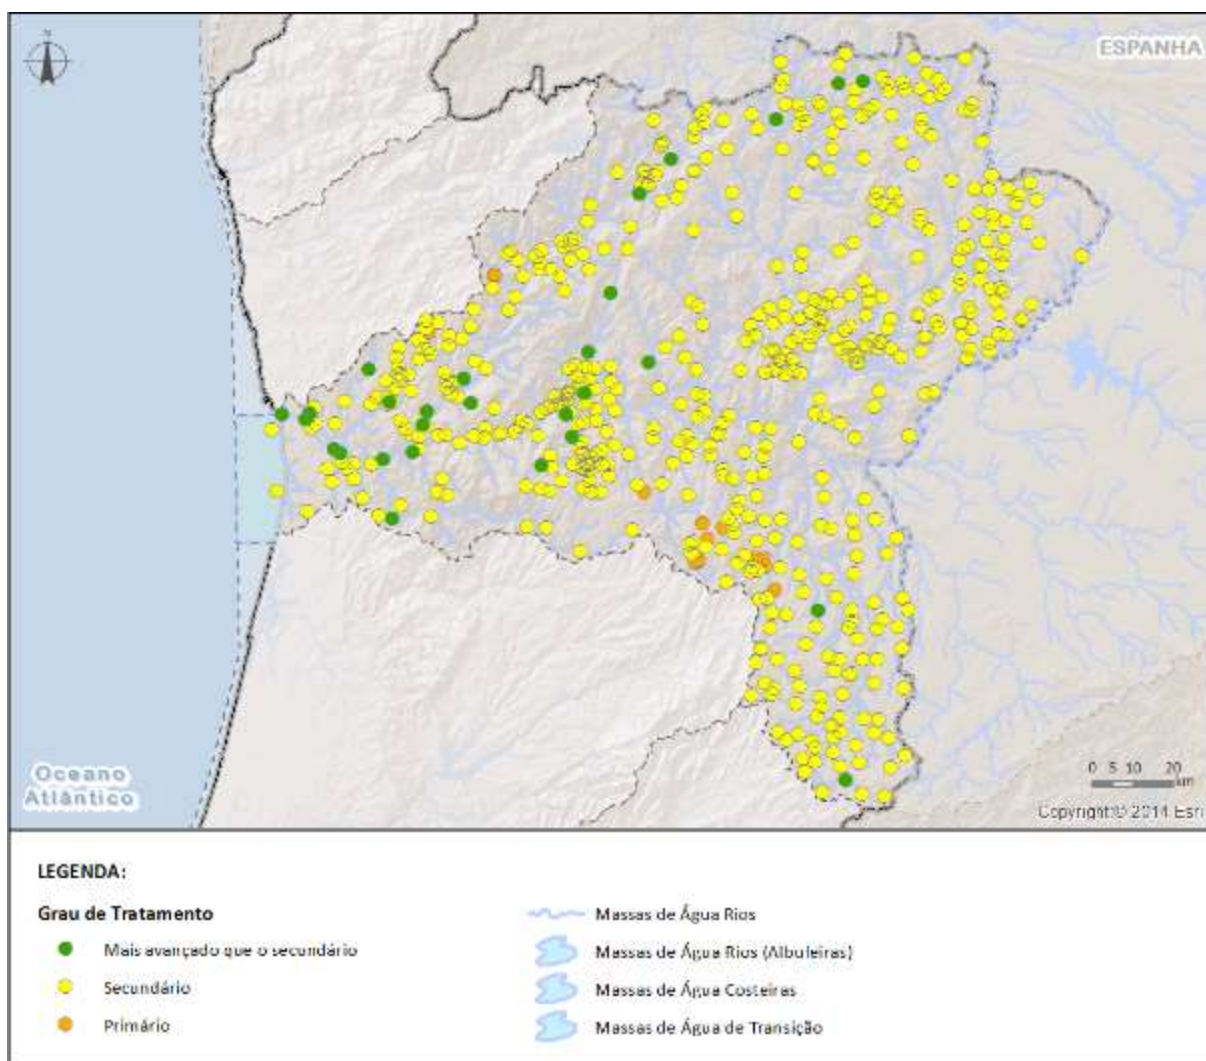 N
ESPANHA
Oceano
Atlântico
0 5 10 20
km
Copyright:© 2014 Esri
LEGENDA:
Grau de Tratamento
Mais avançado que o secundário
Secundário
Primário
Massas de Água Rios
Massas de Água Rios (Albufeiras)
Massas de Água Costeiras
Massas de Água de Transição